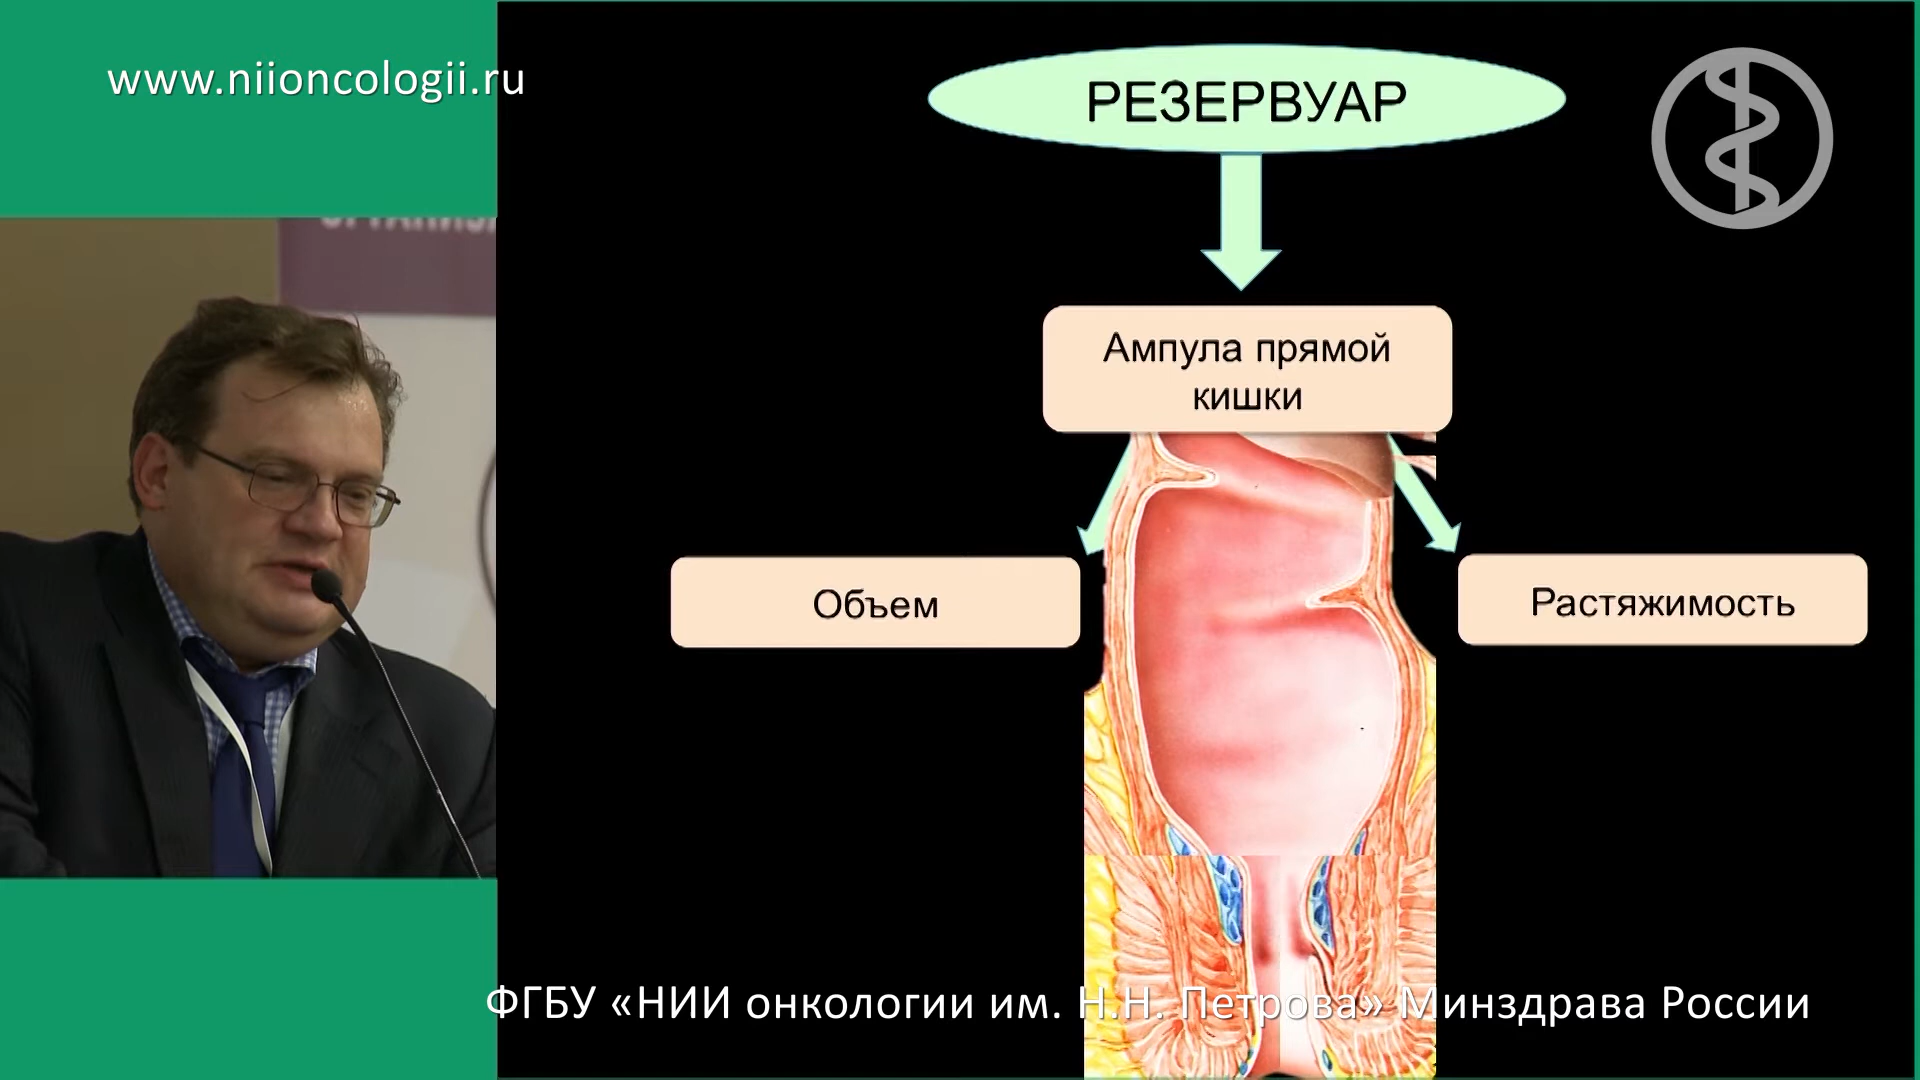 www.niioncologii.ru
РЕЗЕРВУАР
Ампула прямой
кишки
Объем
Растяжимость
ФГБУ «НИИ онкологии им. Н.Н. Петрова» Минздрава России